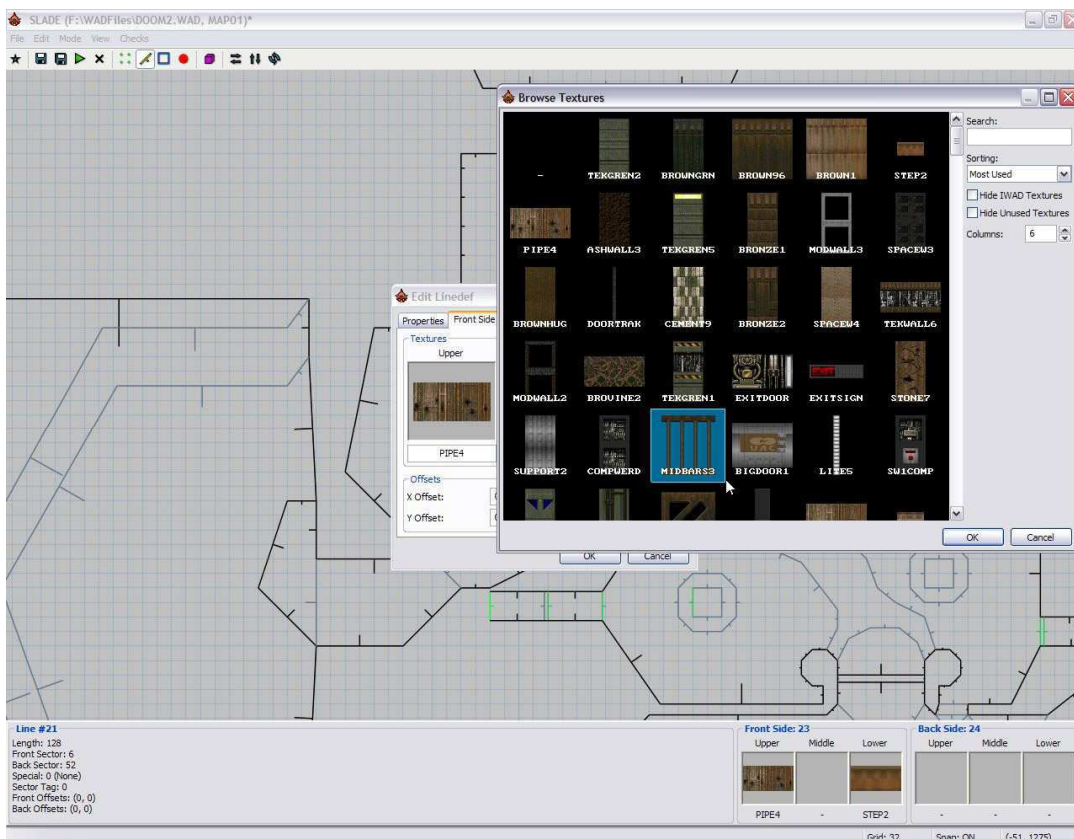 SLADE (F:\WADFiles\DOOM2.WAD, MAP01)*
File Edit Mode View Checks
Browse Textures
- TEKGREN2 BROWNGRN BROWN96 BROWN1 STEP2
PIPE4 ASHWALL3 TEKGREN5 BRONZE1 MODWALL3 SPACEW3
BROWNHUG DOORTRAK CEMENT9 BRONZE2 SPACEW4 TEKWALL6
MODWALL2 BROVINE2 TEKGREN1 EXITDOOR EXITSIGN STONE7
SUPPORT2 COMPWERD MIDBARS3 BIGDOOR1 LITE5 SW1COMP
Search:
Sorting:
Most Used
Hide IWAD Textures
Hide Unused Textures
Columns: 6
OK Cancel
Edit Linedef
Properties Front Side
Textures
Upper
PIPE4
Offsets
X Offset:
Y Offset:
OK Cancel
Line #21
Length: 128
Front Sector: 6
Back Sector: 52
Special: 0 (None)
Sector Tag: 0
Front Offsets: (0, 0)
Back Offsets: (0, 0)
Front Side: 23
Upper Middle Lower
PIPE4 - STEP2
Back Side: 24
Upper Middle Lower
- - -
Grid: 32 Snap: ON (-51, 1275)